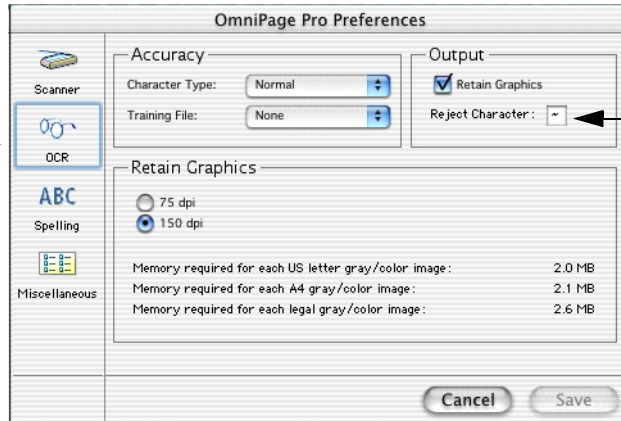 OmniPage Pro Preferences
Scanner
OCR
ABC
Spelling
Miscellaneous
Accuracy
Character Type: Normal
Training File: None
Output
Retain Graphics
Reject Character: ~
Retain Graphics
75 dpi
150 dpi
Memory required for each US letter gray/color image: 2.0 MB
Memory required for each A4 gray/color image: 2.1 MB
Memory required for each legal gray/color image: 2.6 MB
Cancel Save